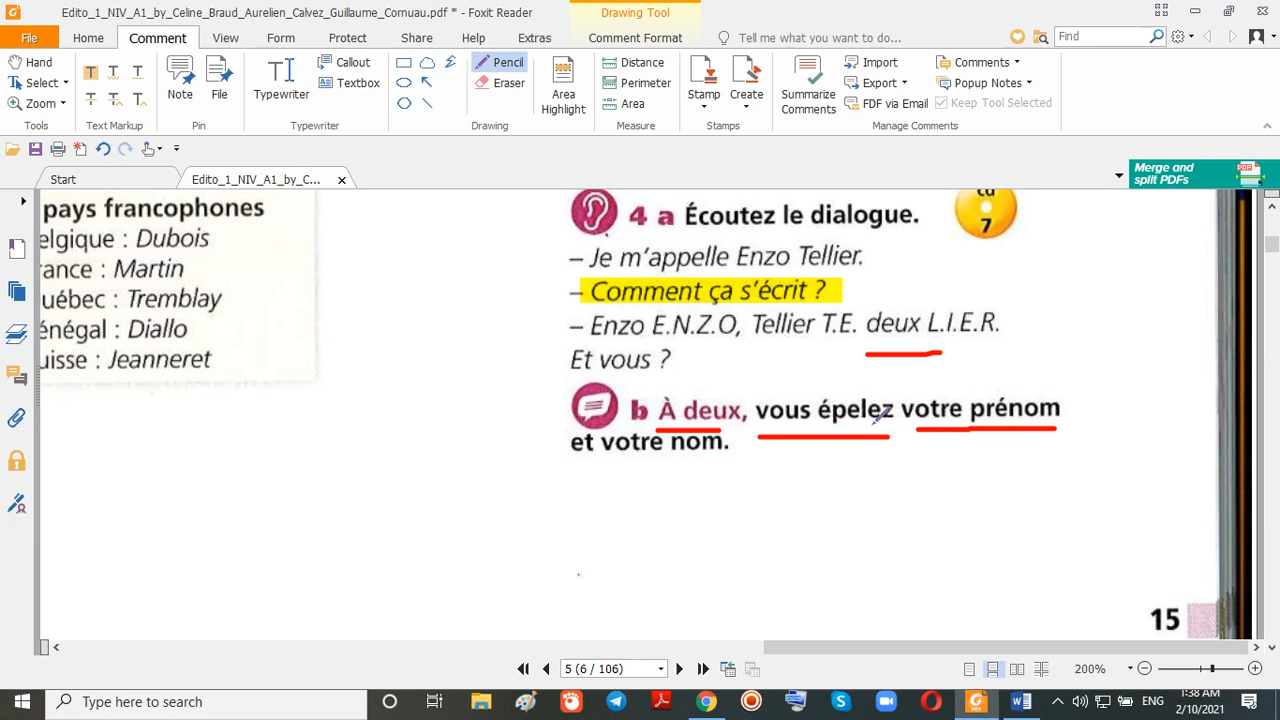 Edito_1_NIV_A1_by_Celine_Braud_Aurelien_Calvez_Guillaume_Cornuau.pdf * - Foxit Reader
Drawing Tool
File Home Comment View Form Protect Share Help Extras Comment Format Tell me what you want to do... Find
Hand
Select
Zoom
Tools
Text Markup
Note
File
Pin
Typewriter
Callout
Textbox
Typewriter
Pencil
Eraser
Area Highlight
Drawing
Distance
Perimeter
Area
Measure
Stamp
Create
Stamps
Summarize Comments
Import
Export
FDF via Email
Comments
Popup Notes
Keep Tool Selected
Manage Comments
Start
Edito_1_NIV_A1_by_C...
Merge and split PDFs
PDF
pays francophones
elgique : Dubois
rance : Martin
uébec : Tremblay
énégal : Diallo
uisse : Jeanneret
4 a Écoutez le dialogue.
cd
7
– Je m'appelle Enzo Tellier.
– Comment ça s'écrit ?
– Enzo E.N.Z.O, Tellier T.E. deux L.I.E.R.
Et vous ?
b À deux, vous épelez votre prénom
et votre nom.
15
5 (6 / 106)
200%
Type here to search
ENG
1:38 AM
2/10/2021